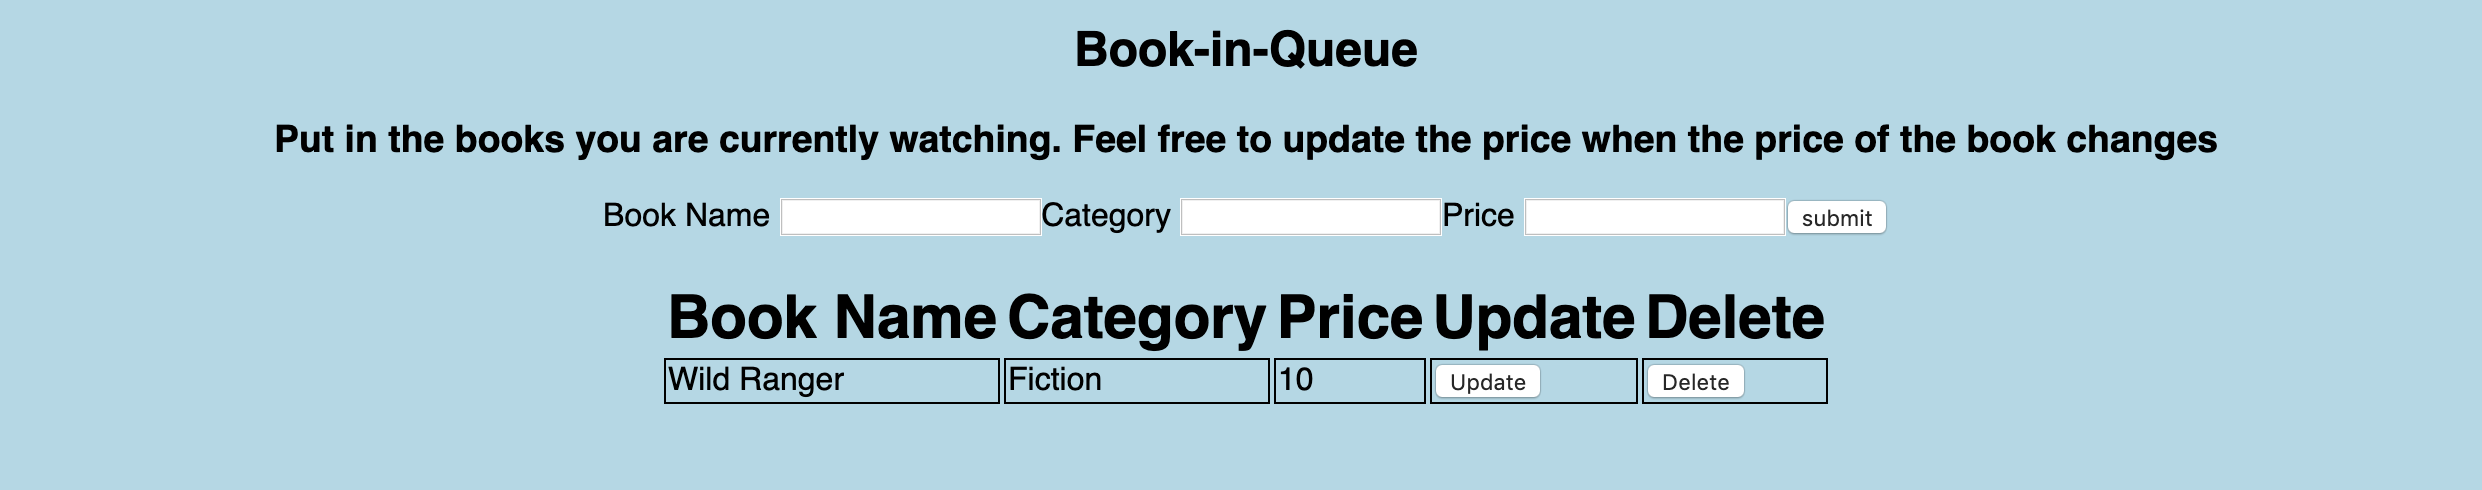 Book-in-Queue
Put in the books you are currently watching. Feel free to update the price when the price of the book changes
Book Name Category Price submit
Book Name Category Price Update Delete
Wild Ranger Fiction 10 Update Delete